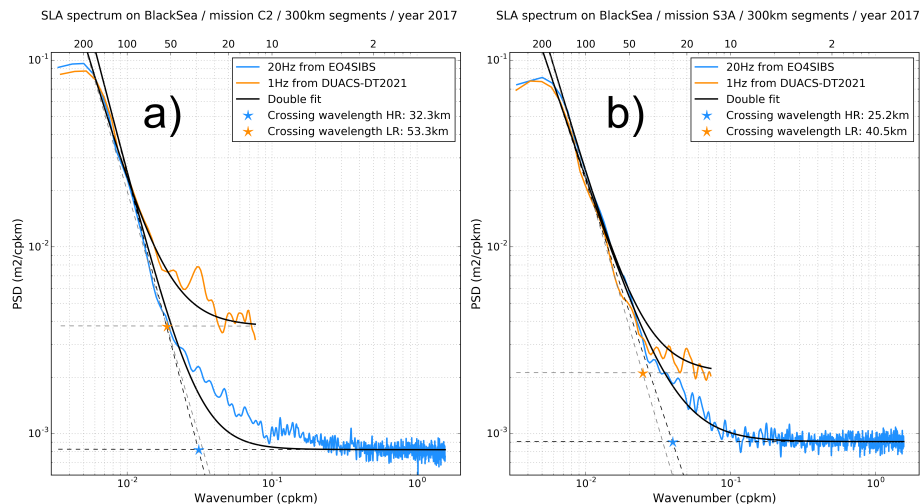 SLA spectrum on BlackSea / mission C2 / 300km segments / year 2017
200 100 50 20 10 2
20Hz from EO4SIBS
1Hz from DUACS-DT2021
Double fit
Crossing wavelength HR: 32.3km
Crossing wavelength LR: 53.3km
a)
PSD (m2/cpkm)
10⁻¹
10⁻²
10⁻³
10⁻² 10⁻¹ 10⁰
Wavenumber (cpkm)
SLA spectrum on BlackSea / mission S3A / 300km segments / year 2017
200 100 50 20 10 2
20Hz from EO4SIBS
1Hz from DUACS-DT2021
Double fit
Crossing wavelength HR: 25.2km
Crossing wavelength LR: 40.5km
b)
PSD (m2/cpkm)
10⁻¹
10⁻²
10⁻³
10⁻² 10⁻¹ 10⁰
Wavenumber (cpkm)